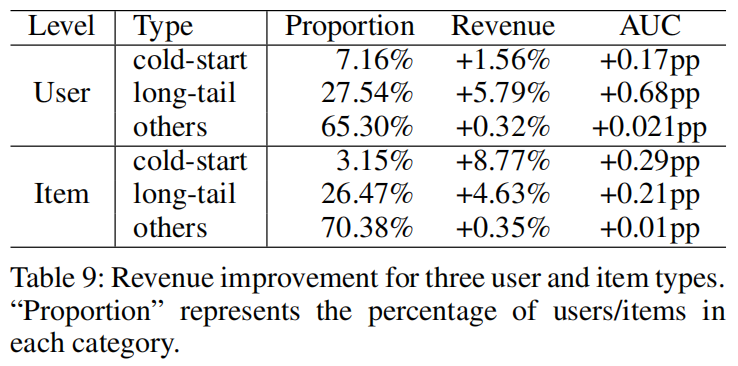 Level Type Proportion Revenue AUC
cold-start 7.16% +1.56% +0.17pp
User long-tail 27.54% +5.79% +0.68pp
others 65.30% +0.32% +0.021pp
cold-start 3.15% +8.77% +0.29pp
Item long-tail 26.47% +4.63% +0.21pp
others 70.38% +0.35% +0.01pp
Table 9: Revenue improvement for three user and item types.
“Proportion” represents the percentage of users/items in
each category.